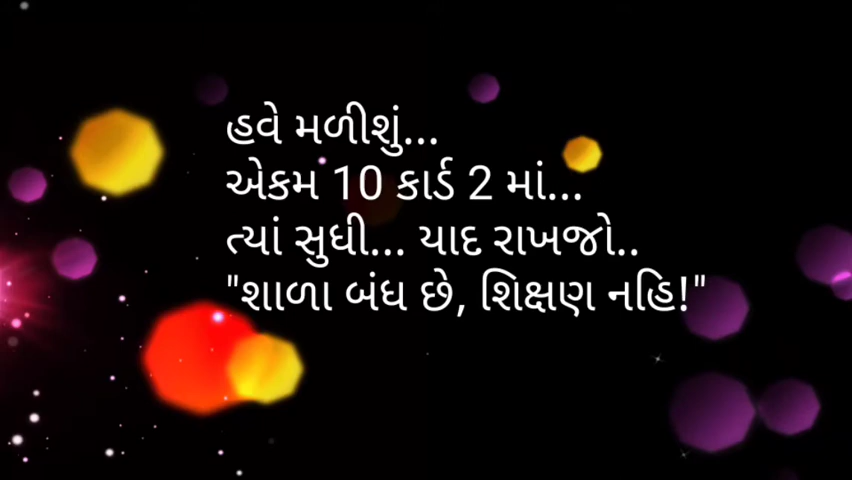 હવે મળીશું...
એકમ 10 કાર્ડ 2 માં...
ત્યાં સુધી... યાદ રાખજો..
"શાળા બંધ છે, શિક્ષણ નહિ!"